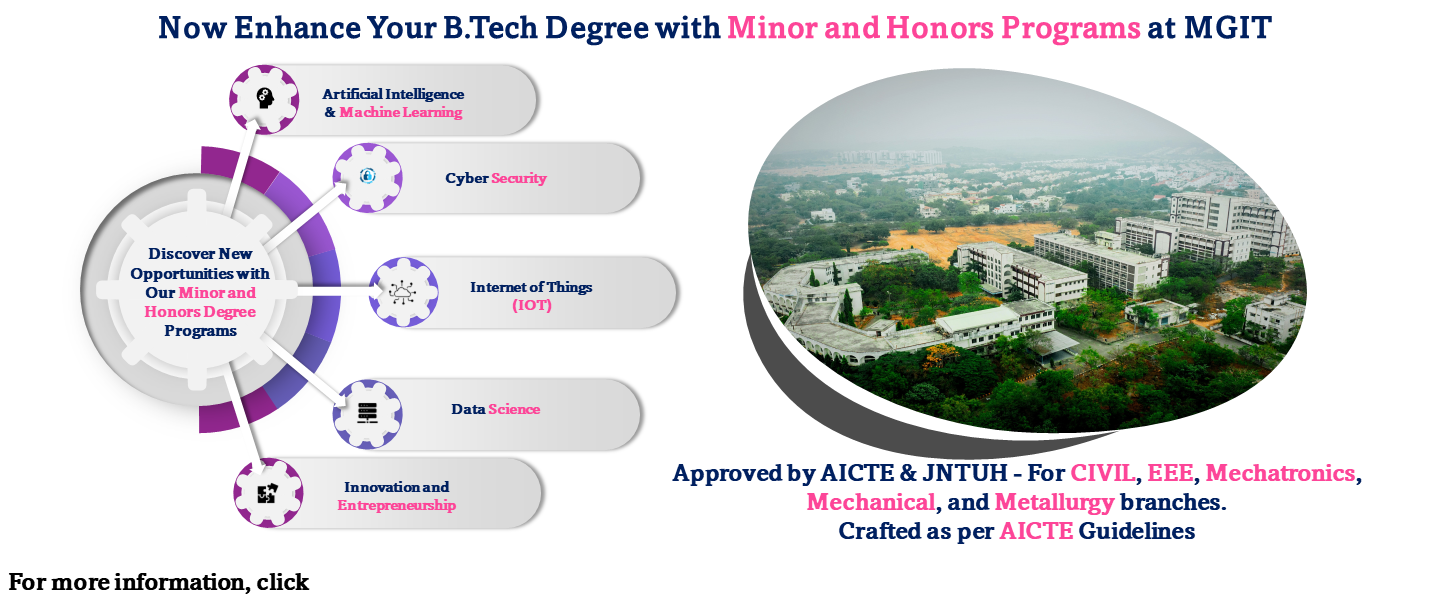 Now Enhance Your B.Tech Degree with Minor and Honors Programs at MGIT
Artificial Intelligence
& Machine Learning
Cyber Security
Discover New
Opportunities with
Our Minor and
Honors Degree
Programs
Internet of Things
(IOT)
Data Science
Innovation and
Entrepreneurship
Approved by AICTE & JNTUH - For CIVIL, EEE, Mechatronics,
Mechanical, and Metallurgy branches.
Crafted as per AICTE Guidelines
For more information, click